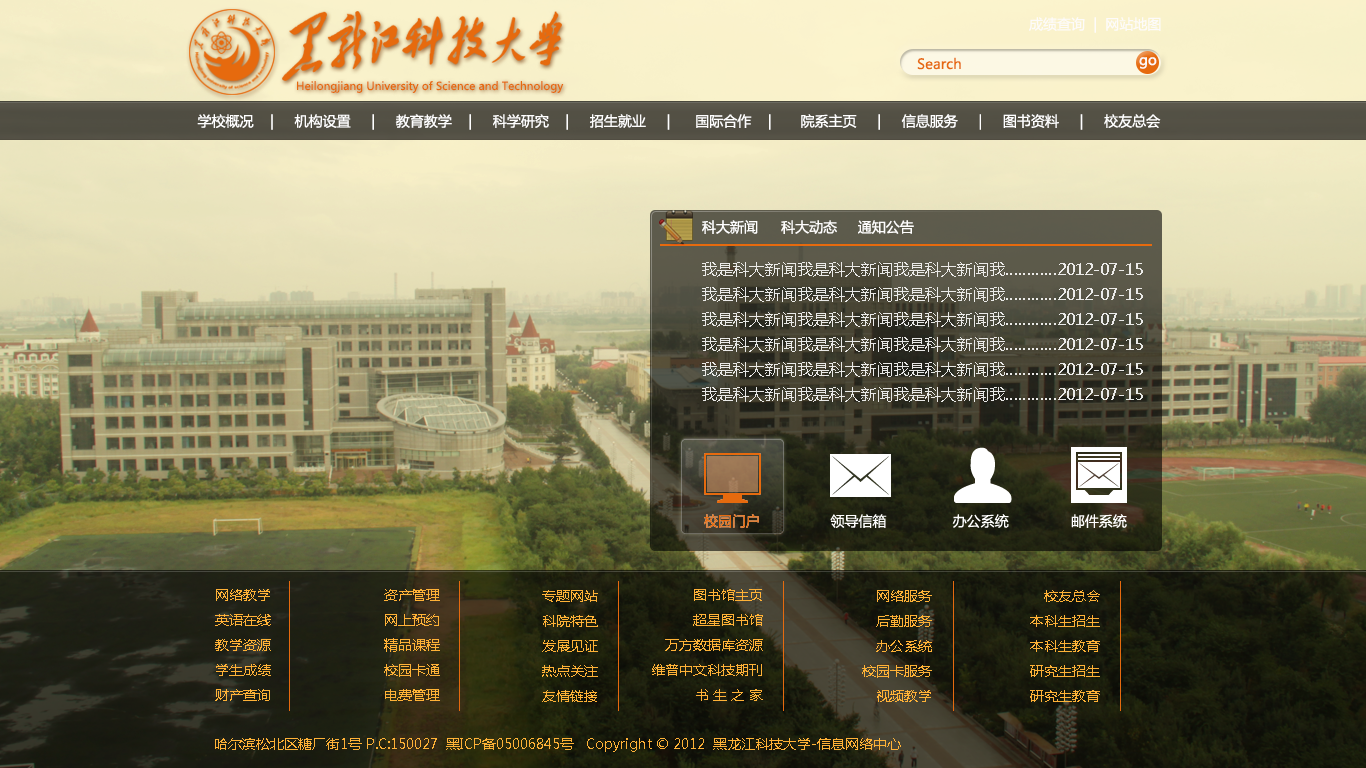 黑龙江科技大学
Heilongjiang University of Science and Technology
成绩查询 | 网站地图
Search go
学校概况 | 机构设置 | 教育教学 | 科学研究 | 招生就业 | 国际合作 | 院系主页 | 信息服务 | 图书资料 | 校友总会
科大新闻 科大动态 通知公告
我是科大新闻我是科大新闻我是科大新闻我............2012-07-15
我是科大新闻我是科大新闻我是科大新闻我............2012-07-15
我是科大新闻我是科大新闻我是科大新闻我............2012-07-15
我是科大新闻我是科大新闻我是科大新闻我............2012-07-15
我是科大新闻我是科大新闻我是科大新闻我............2012-07-15
我是科大新闻我是科大新闻我是科大新闻我............2012-07-15
校园门户 领导信箱 办公系统 邮件系统
网络教学 资产管理 专题网站 图书馆主页 网络服务 校友总会
英语在线 网上预约 科院特色 超星图书馆 后勤服务 本科生招生
教学资源 精品课程 发展见证 万方数据库资源 办公系统 本科生教育
学生成绩 校园卡通 热点关注 维普中文科技期刊 校园卡服务 研究生招生
财产查询 电费管理 友情链接 书 生 之 家 视频教学 研究生教育
哈尔滨松北区糖厂街1号 P.C:150027 黑ICP备05006845号 Copyright © 2012 黑龙江科技大学-信息网络中心